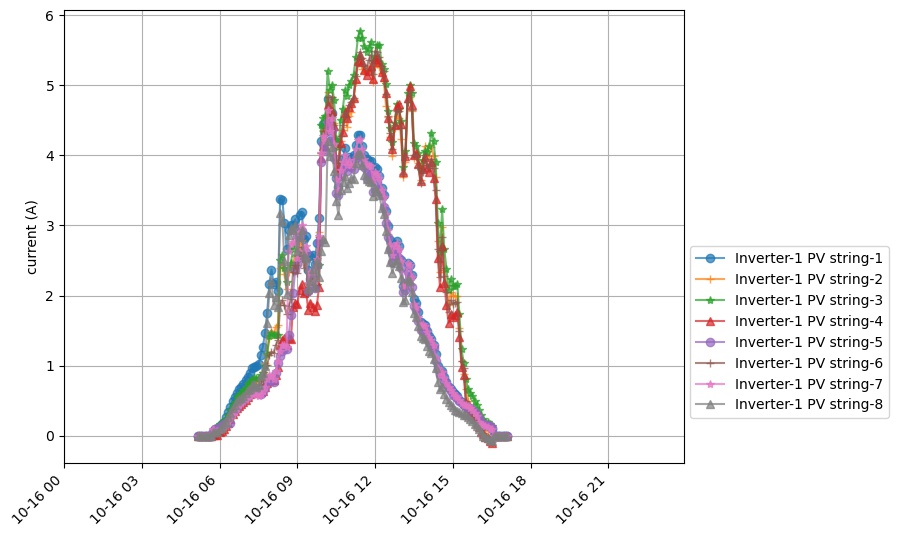 6
5
4
3
2
1
0
current (A)
10-16 00
10-16 03
10-16 06
10-16 09
10-16 12
10-16 15
10-16 18
10-16 21
Inverter-1 PV string-1
Inverter-1 PV string-2
Inverter-1 PV string-3
Inverter-1 PV string-4
Inverter-1 PV string-5
Inverter-1 PV string-6
Inverter-1 PV string-7
Inverter-1 PV string-8